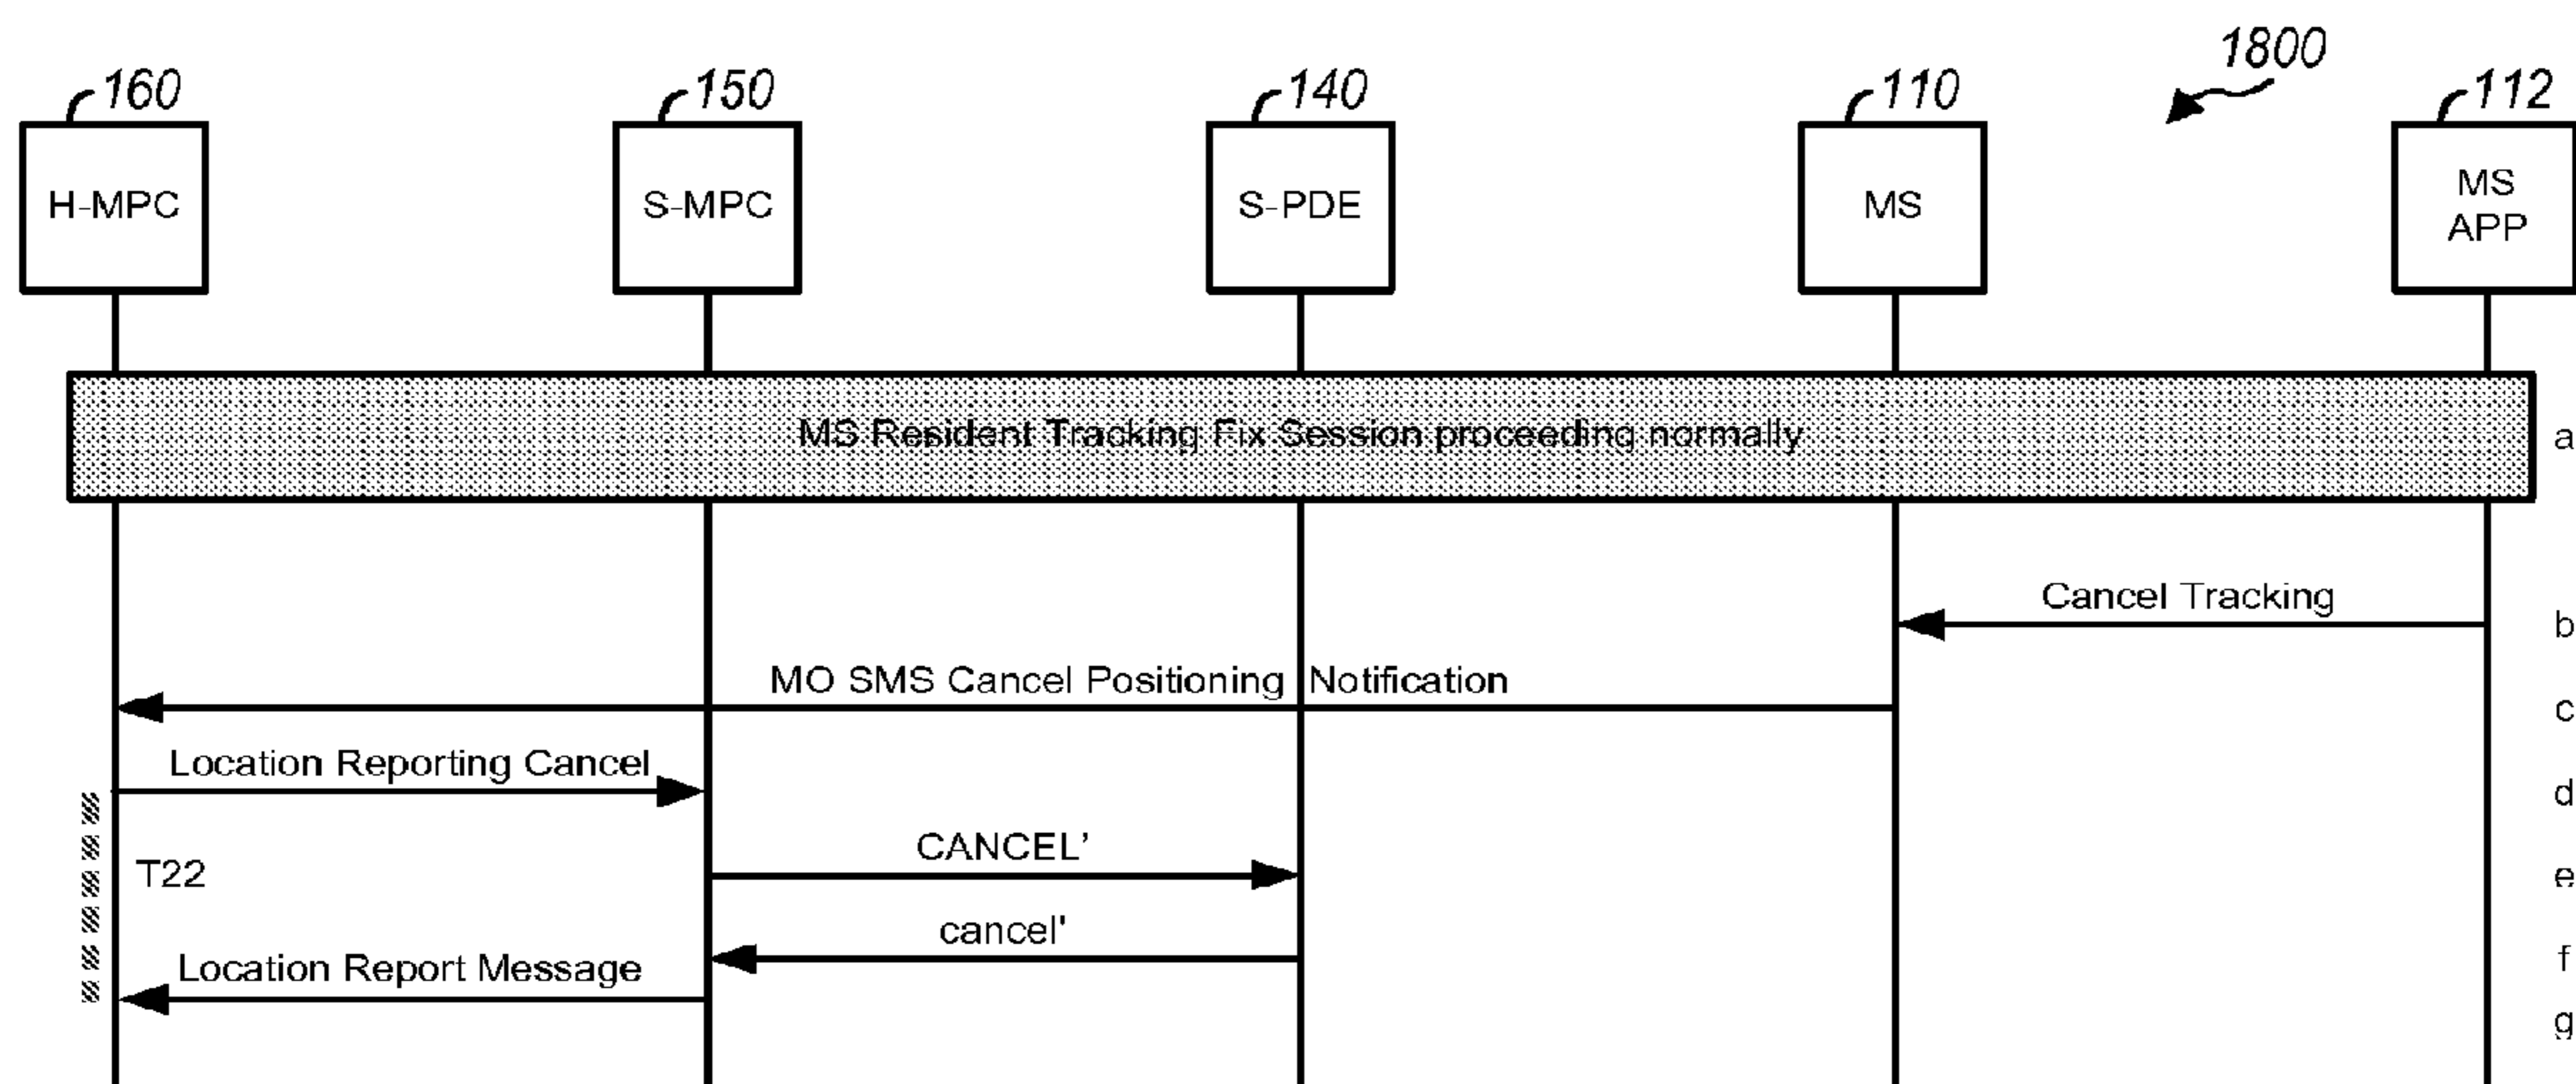 1800
160
150
140
110
112
H-MPC
S-MPC
S-PDE
MS
MS
APP
MS Resident Tracking Fix Session proceeding normally
a
Cancel Tracking
b
MO SMS Cancel Positioning Notification
c
Location Reporting Cancel
d
CANCEL’
T22
e
cancel'
f
Location Report Message
g